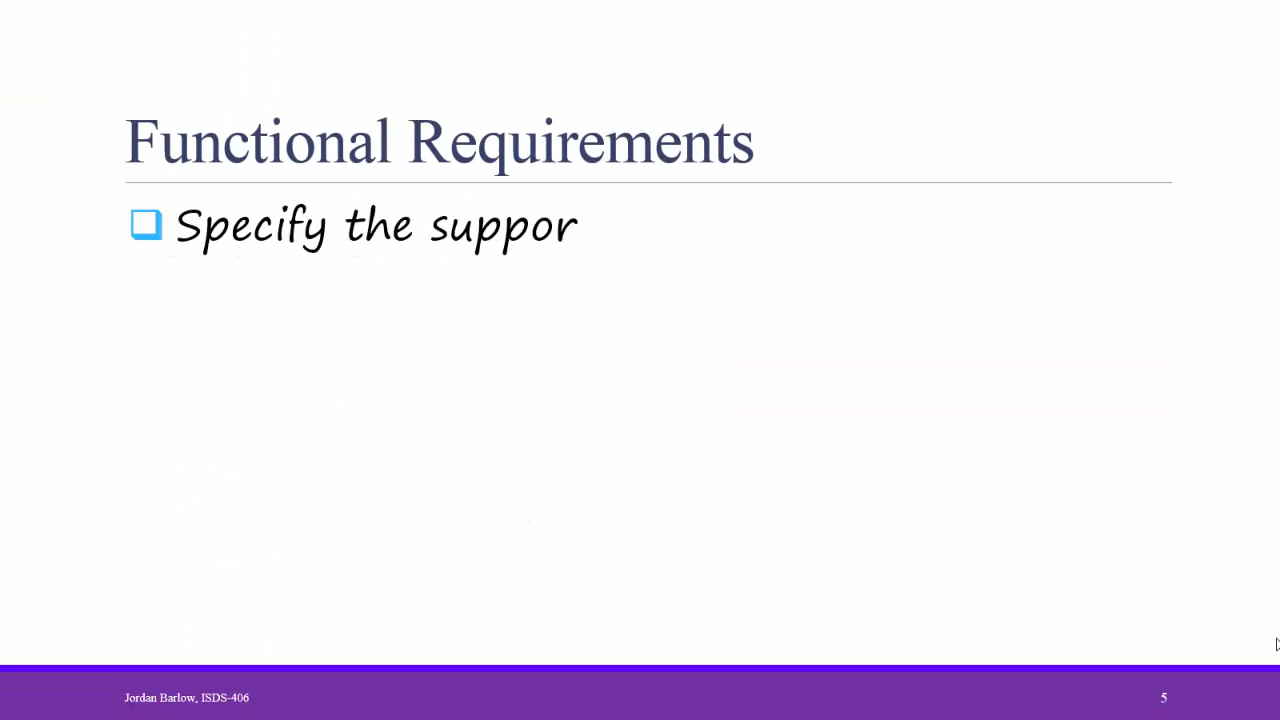 Functional Requirements
Specify the suppor
Jordan Barlow, ISDS-406
5